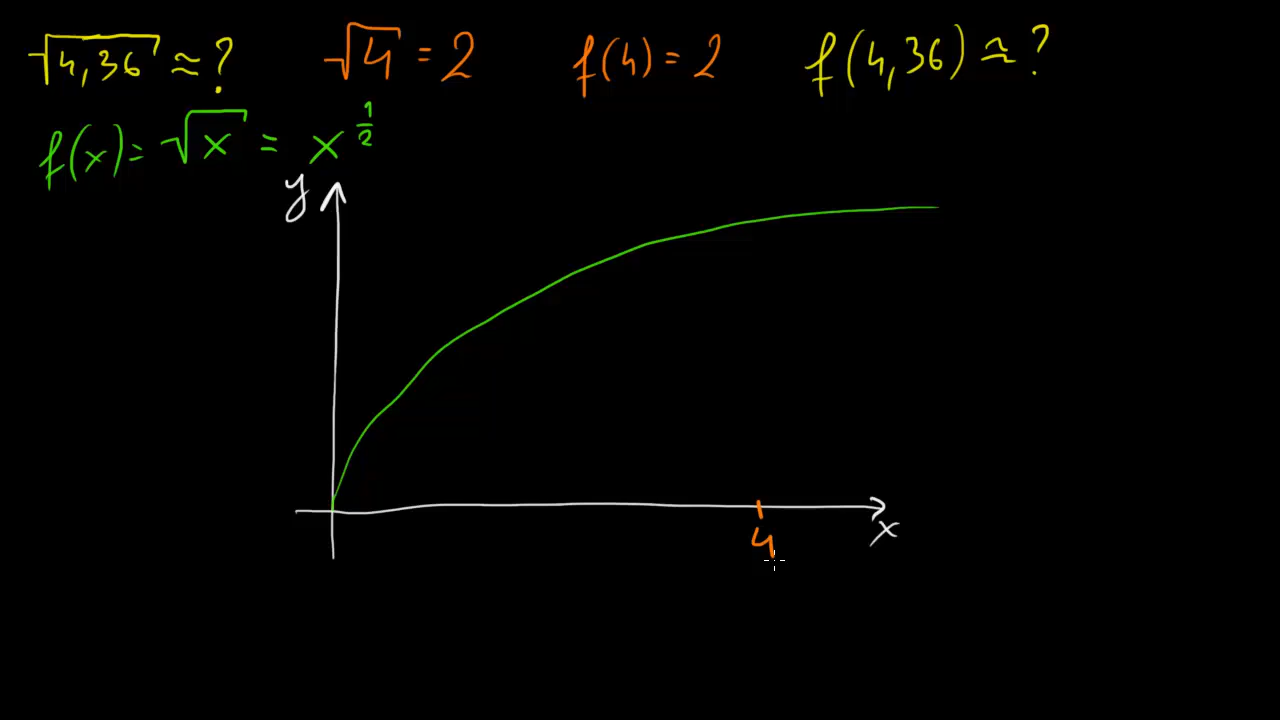 √4,36 ≈ ? √4 = 2 f(4) = 2 f(4,36) ≈ ?
f(x) = √x = x^{1/2}
y
4
x